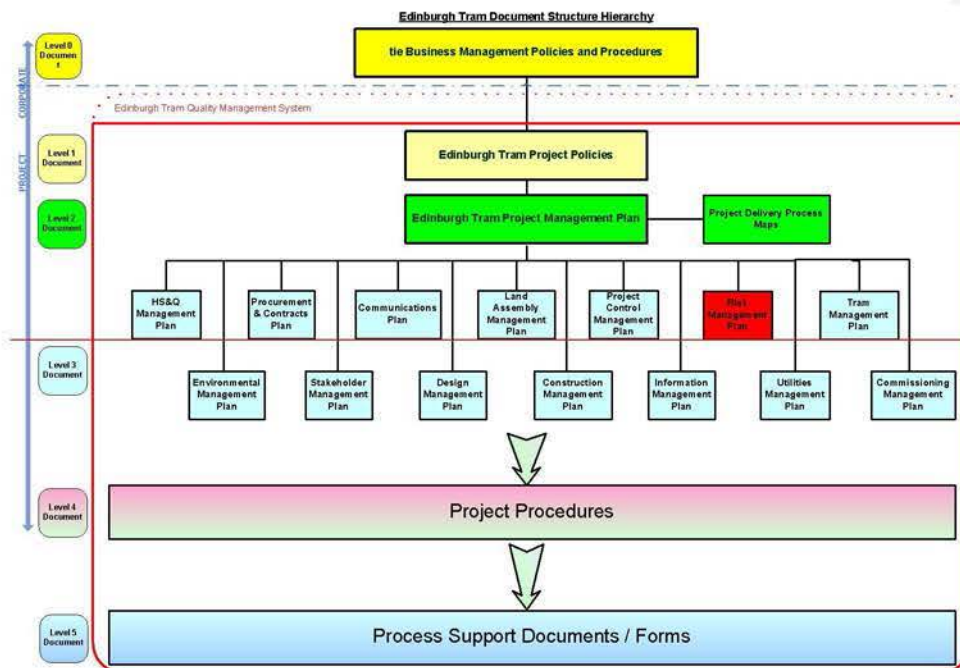 Edinburgh Tram Document Structure Hierarchy
Level 0
Documen
t
tie Business Management Policies and Procedures
CORPORATE
PROJECT
Edinburgh Tram Quality Management System
Level 1
Document
Edinburgh Tram Project Policies
Level 2
Document
Edinburgh Tram Project Management Plan
Project Delivery Process
Maps
HS&Q
Management
Plan
Procurement
& Contracts
Plan
Communications
Plan
Land
Assembly
Management
Plan
Project
Control
Management
Plan
Risk
Management
Plan
Tram
Management
Plan
Level 3
Document
Environmental
Management
Plan
Stakeholder
Management
Plan
Design
Management
Plan
Construction
Management
Plan
Information
Management
Plan
Utilities
Management
Plan
Commissioning
Management
Plan
Level 4
Document
Project Procedures
Level 5
Document
Process Support Documents / Forms